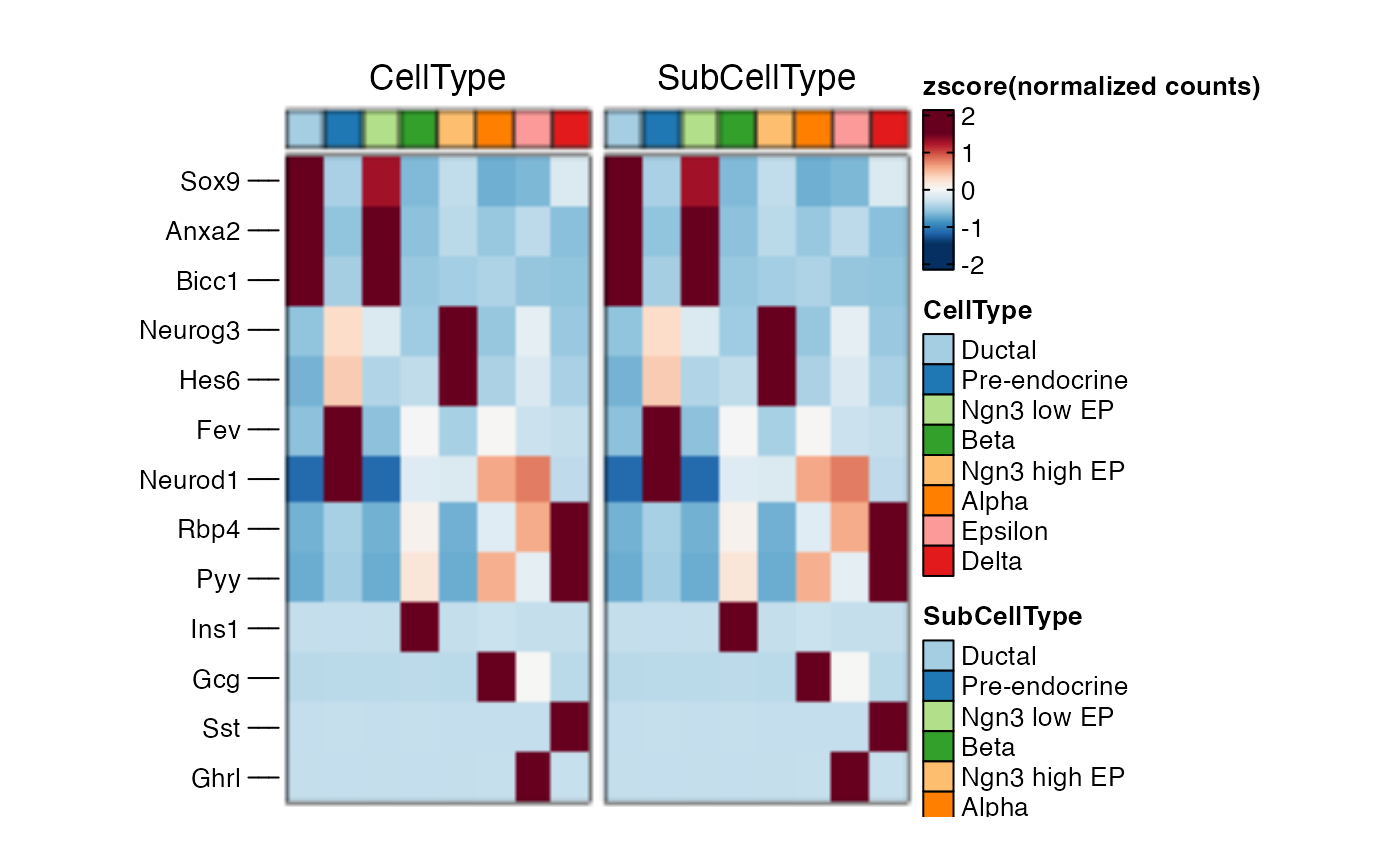 CellType
SubCellType
Sox9
Anxa2
Bicc1
Neurog3
Hes6
Fev
Neurod1
Rbp4
Pyy
Ins1
Gcg
Sst
Ghrl
zscore(normalized counts)
2
1
0
-1
-2
CellType
Ductal
Pre-endocrine
Ngn3 low EP
Beta
Ngn3 high EP
Alpha
Epsilon
Delta
SubCellType
Ductal
Pre-endocrine
Ngn3 low EP
Beta
Ngn3 high EP
Alpha